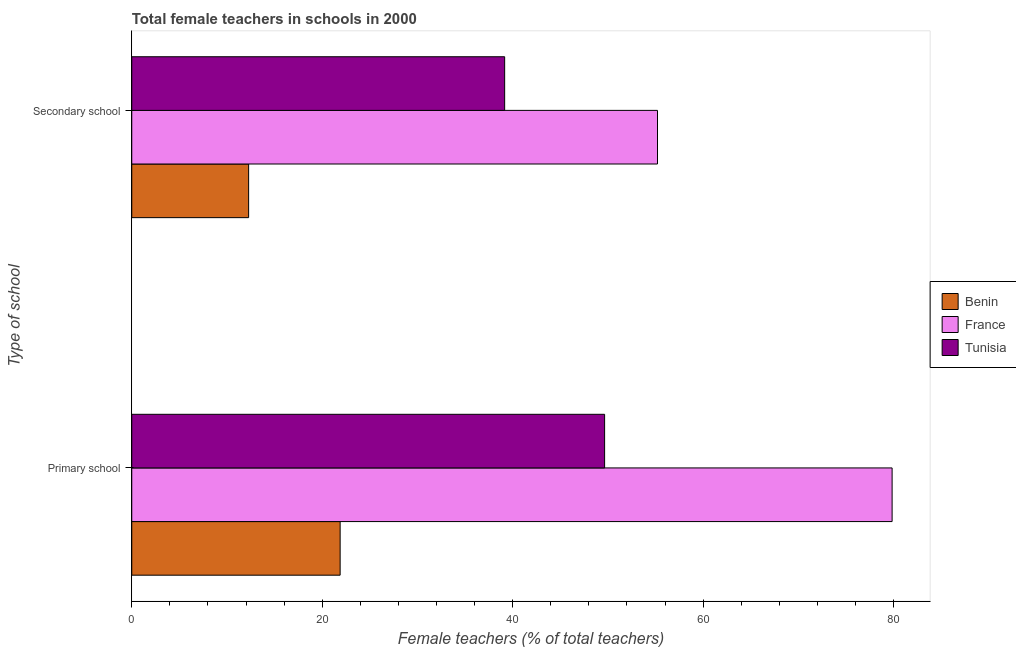 Total female teachers in schools in 2000
Type of school
Secondary school
Primary school
Benin
France
Tunisia
0
20
40
60
80
Female teachers (% of total teachers)